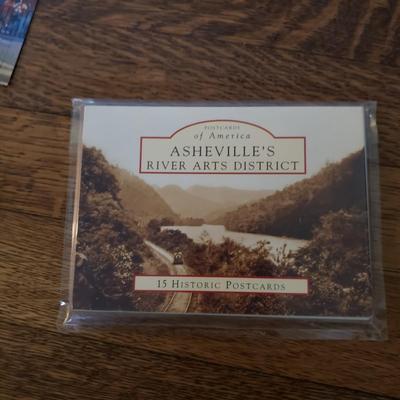 POSTCARDS
of America
ASHEVILLE'S
RIVER ARTS DISTRICT
15 HISTORIC POSTCARDS